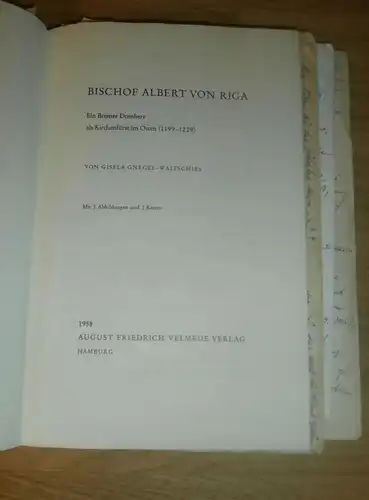 BISCHOF ALBERT VON RIGA
Ein Bremer Domherr
als Kirchenfürst im Osten (1199–1229)
VON GISELA GNEGEL-WAITSCHIES
Mit 3 Abbildungen und 3 Karten
1958
AUGUST FRIEDRICH VELMEDE VERLAG
HAMBURG